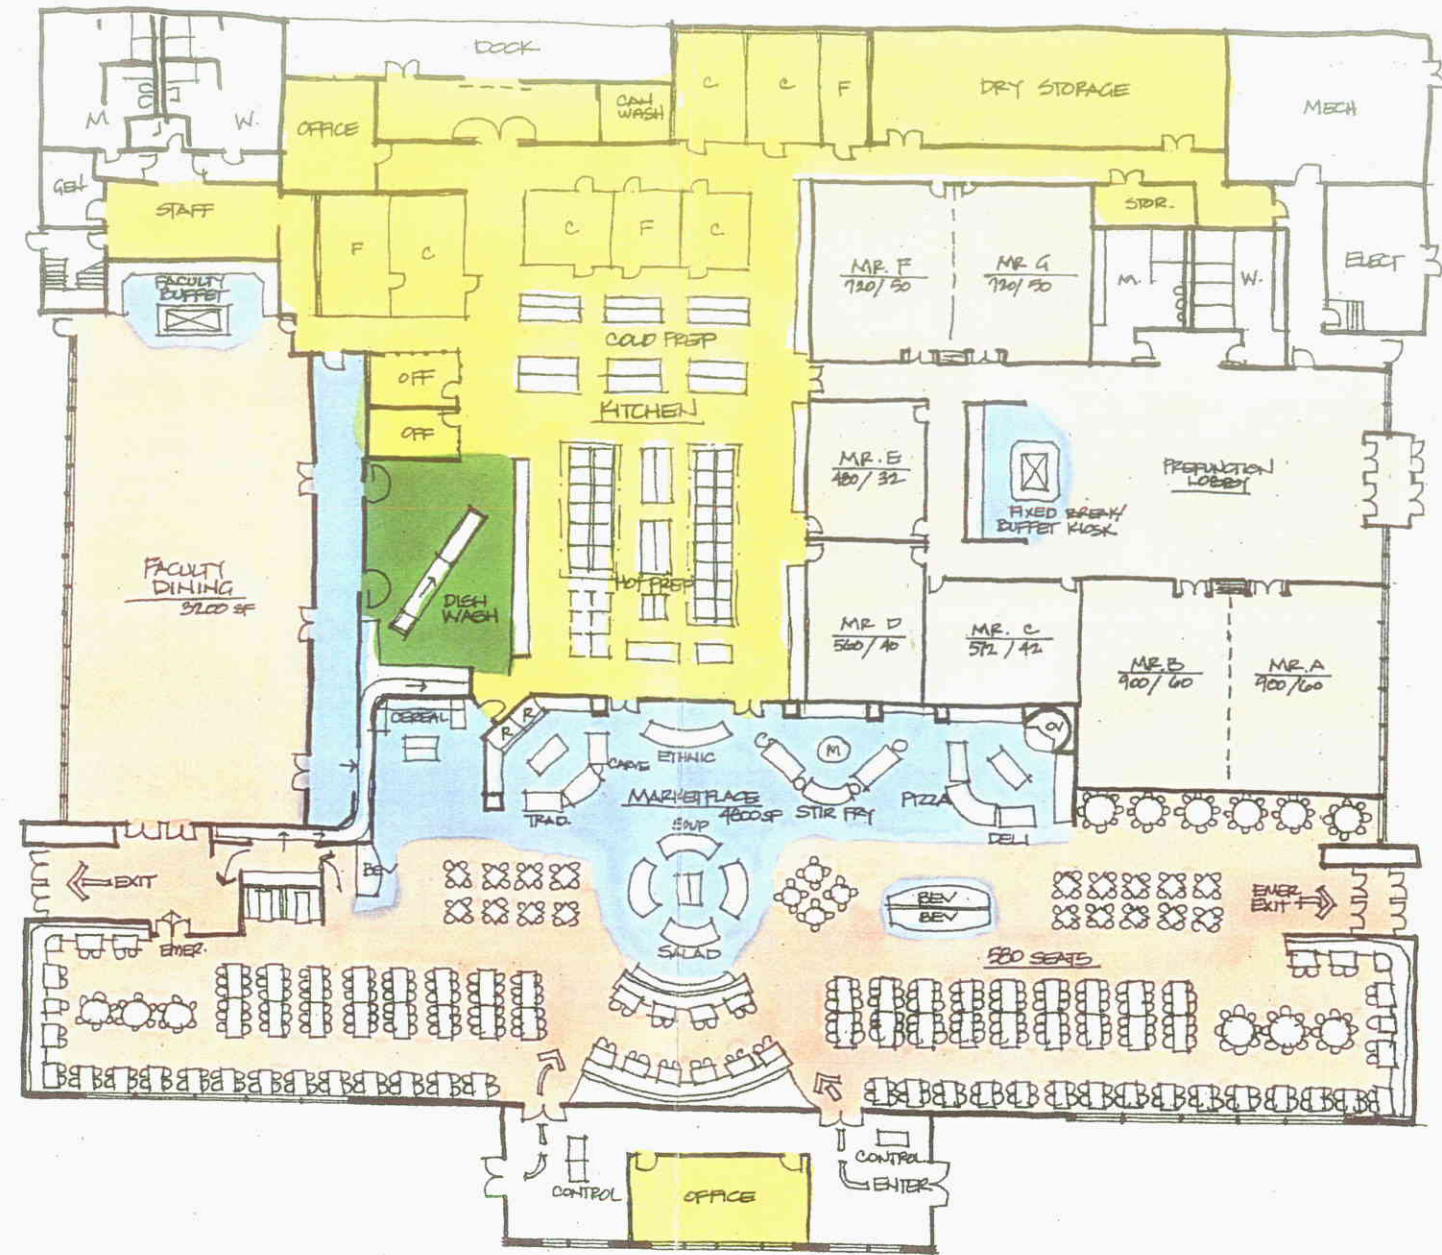 DOCK
C
C
F
DRY STORAGE
MECH
M.
W.
OFFICE
CAN
WASH
GEN
STAFF
F
C
C
F
C
STOR.
MR. F
720/50
MR G
720/50
M.
W.
ELECT
FACULTY
BUFFET
COLD PREP
OFF
OFF
KITCHEN
MR. E
480/32
PREFUNCTION
LOBBY
FIXED BREAK/
BUFFET KIOSK
FACULTY
DINING
3200 SF
HOT PREP
DISH
WASH
MR D
560/40
MR. C
572/42
MR. B
900/60
MR. A
900/60
CEREAL
R
R
CARVE
ETHNIC
M
OV
TRAD.
MARKETPLACE
4800 SF
STIR FRY
PIZZA
DELI
SOUP
BEV
EXIT
BEV
BEV
EMER
EXIT
EMER.
SALAD
580 SEATS
CONTROL
OFFICE
CONTROL
ENTER